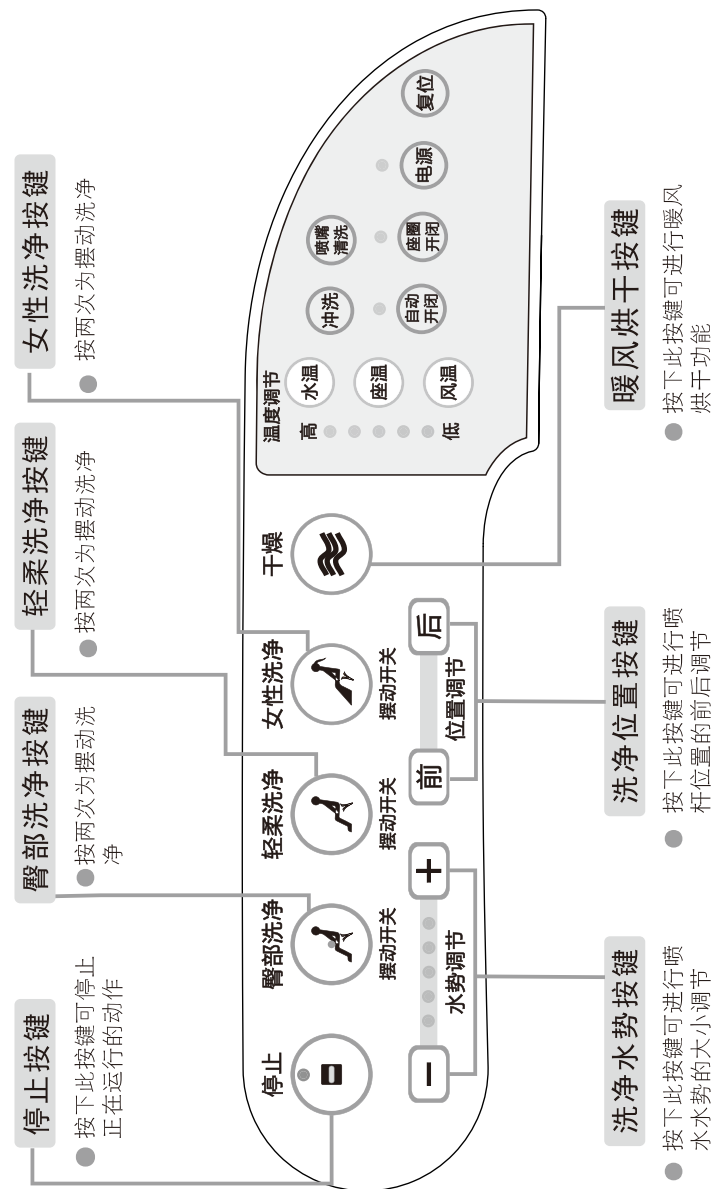 停止按键
按下此按键可停止
正在运行的动作
臀部洗净按键
按两次为摆动洗
净
轻柔洗净按键
按两次为摆动洗净
女性洗净按键
按两次为摆动洗净
停止
臀部洗净
轻柔洗净
女性洗净
干燥
摆动开关
摆动开关
摆动开关
－
水势调节
＋
前
位置调节
后
温度调节
高
低
水温
座温
风温
冲洗
喷嘴
清洗
自动
开闭
座圈
开闭
电源
复位
洗净水势按键
按下此按键可进行喷
水水势的大小调节
洗净位置按键
按下此按键可进行喷
杆位置的前后调节
暖风烘干按键
按下此按键可进行暖风
烘干功能